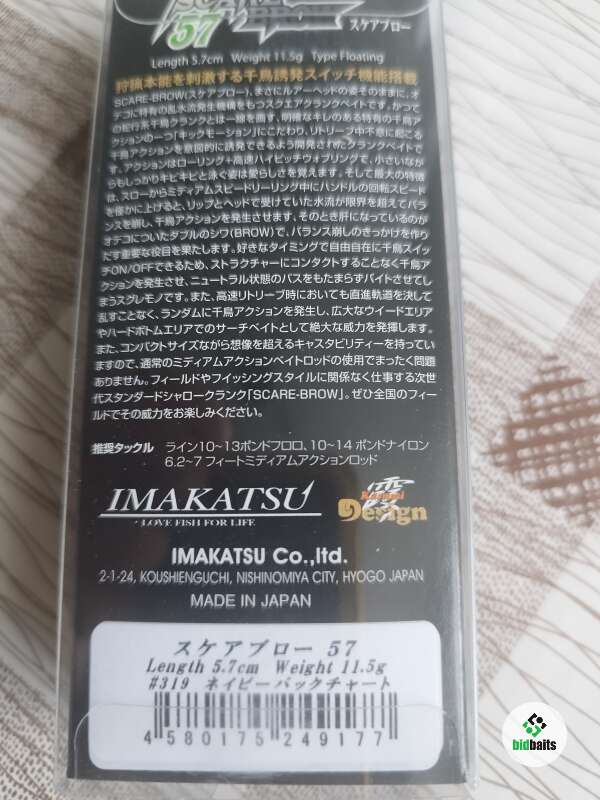 SCARE BROW
57 スケアブロー
Length 5.7cm Weight 11.5g Type Floating
狩猟本能を刺激する千鳥誘発スイッチ機能搭載
SCARE-BROW(スケアブロー)、まさにルアーヘッドの姿そのままに、オ
デコに特有の乱水流発生機構をもつスクエアクランクベイトです。かつて
の蛇行系千鳥クランクとは一線を画す、明確なキレのある特有の千鳥ア
クションの一つ「キックモーション」にこだわり、リトリーブ中不意に起こる
千鳥アクションを意図的に誘発できるよう開発されたクランクベイトで
す。アクションはローリング+高速ハイピッチウォブリングで、小さいなが
らもしっかりキビキビと泳ぐ姿は愛らしさを覚えます。そして最大の特徴
は、スローからミディアムスピードリーリング中にハンドルの回転スピード
を僅かに上げると、リップとヘッドで受けていた水流が限界を超えてバラ
ンスを崩し、千鳥アクションを発生させます。そのとき肝になっているのが
オデコについたダブルのシワ(BROW)で、バランス崩しのきっかけを作り
だす重要な役目を果たします。好きなタイミングで自由自在に千鳥スイッ
チON/OFFできるため、ストラクチャーにコンタクトすることなく千鳥ア
クションを発生させ、ニュートラル状態のバスをもたまらずバイトさせてし
まうスグレモノです。また、高速リトリーブ時においても直進軌道を決して
乱すことなく、ランダムに千鳥アクションを発生し、広大なウイードエリア
やハードボトムエリアでのサーチベイトとして絶大な威力を発揮します。
また、コンパクトサイズながら想像を超えるキャスタビリティーを持ってい
ますので、通常のミディアムアクションベイトロッドの使用でまったく問題
ありません。フィールドやフィッシングスタイルに関係なく仕事する次世
代スタンダードシャロークランク「SCARE-BROW」。ぜひ全国のフィー
ルドでその威力をお楽しみください。
推奨タックル ライン10~13ポンドフロロ、10~14 ポンドナイロン
6.2~7 フィートミディアムアクションロッド
IMAKATSU
LOVE FISH FOR LIFE
Design
IMAKATSU Co.,ltd.
2-1-24, KOUSHIENGUCHI, NISHINOMIYA CITY, HYOGO JAPAN
MADE IN JAPAN
スケアブロー 57
Length 5.7cm Weight 11.5g
#319 ネイビーバックチャート
4 580175 249177
bidbaits